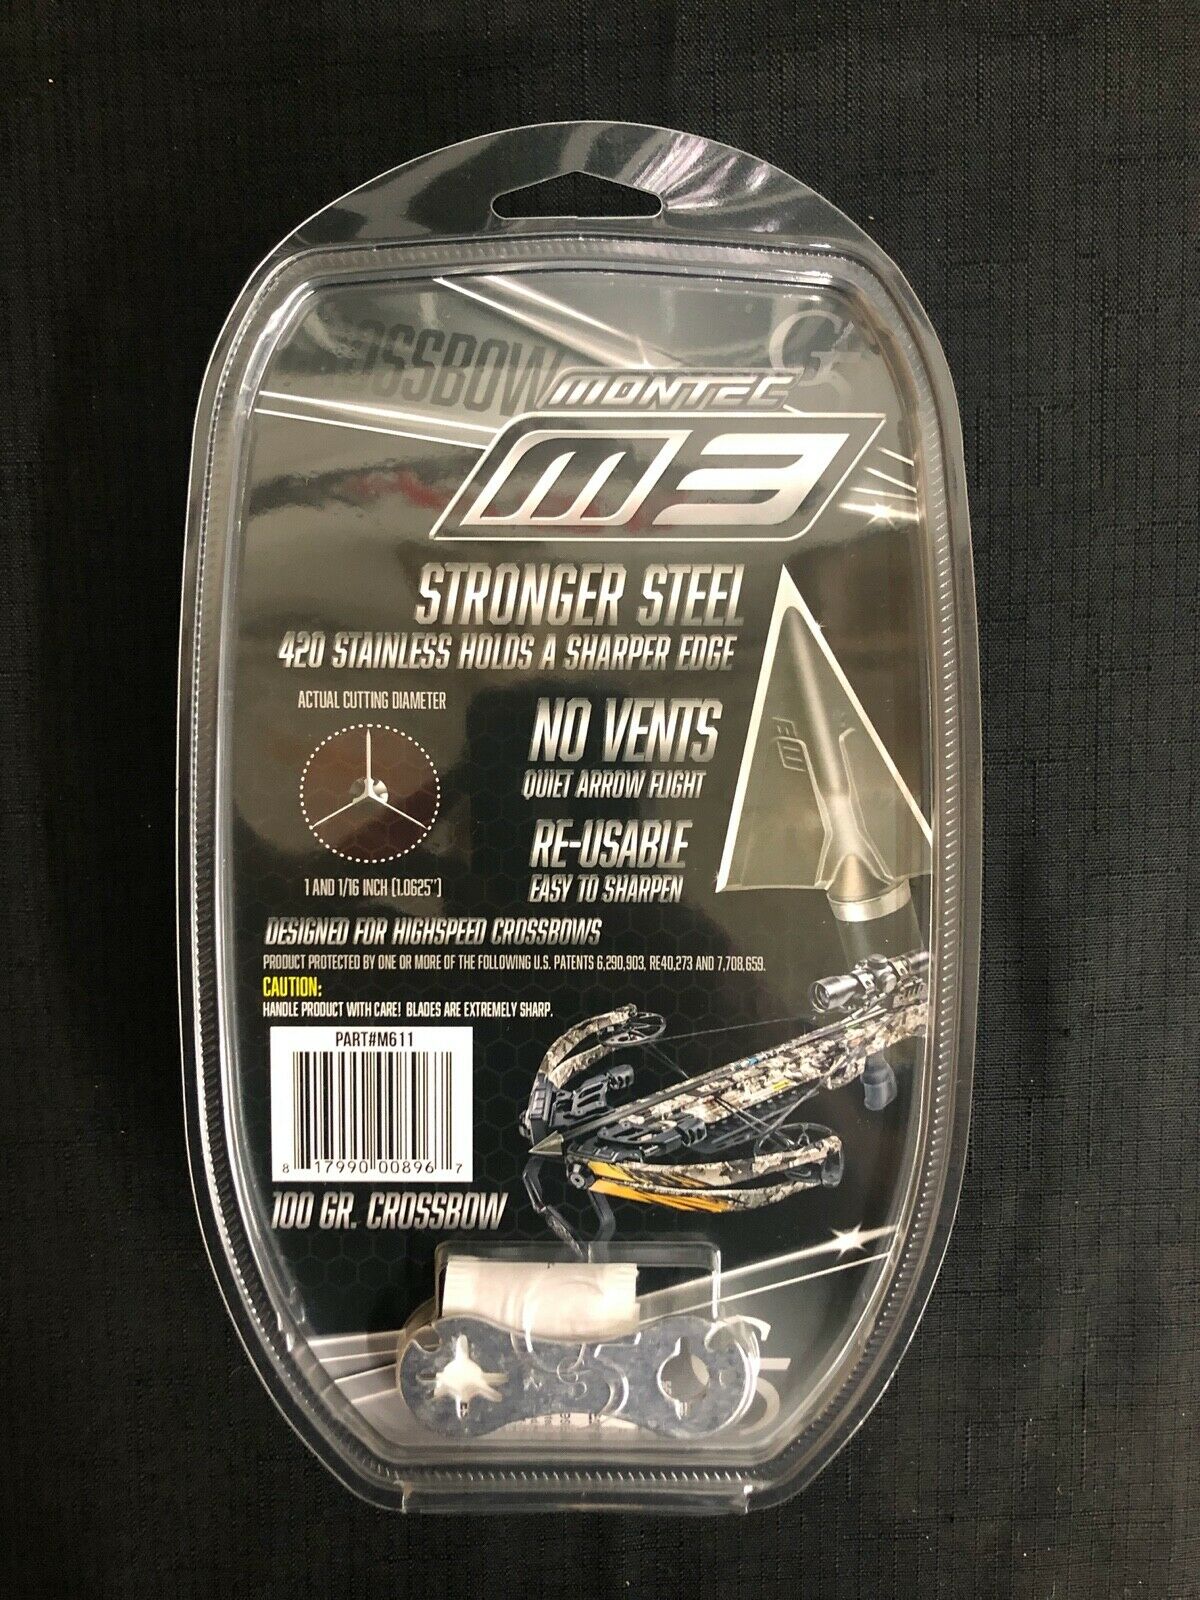 CROSSBOW
G5
MONTEC
M3
STRONGER STEEL
420 STAINLESS HOLDS A SHARPER EDGE
ACTUAL CUTTING DIAMETER
NO VENTS
QUIET ARROW FLIGHT
M3
RE-USABLE
EASY TO SHARPEN
1 AND 1/16 INCH (1.0625")
DESIGNED FOR HIGHSPEED CROSSBOWS
PRODUCT PROTECTED BY ONE OR MORE OF THE FOLLOWING U.S. PATENTS 6,290,903, RE40,273 AND 7,708,659.
CAUTION:
HANDLE PRODUCT WITH CARE! BLADES ARE EXTREMELY SHARP.
PART#M611
8 17990 00896 7
100 GR. CROSSBOW